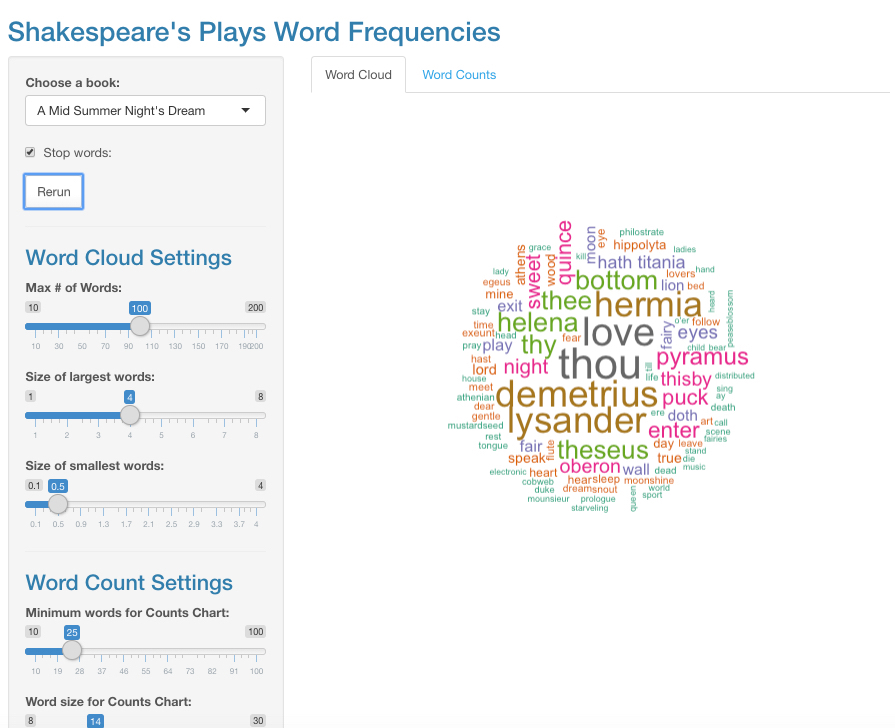 Shakespeare's Plays Word Frequencies
Choose a book:
A Mid Summer Night's Dream
Stop words:
Rerun
Word Cloud Settings
Max # of Words:
10 100 200
10 30 50 70 90 110 130 150 170 190 200
Size of largest words:
1 4 8
1 2 3 4 5 6 7 8
Size of smallest words:
0.1 0.5 4
0.1 0.5 0.9 1.3 1.7 2.1 2.5 2.9 3.3 3.7 4
Word Count Settings
Minimum words for Counts Chart:
10 25 100
10 19 28 37 46 55 64 73 82 91 100
Word size for Counts Chart:
8 14 30
Word Cloud Word Counts
philostrate
quince
moon
eye
hippolyta
grace
ladies
athens
wood
kill
hath titania
lady
sweet
lovers hand
egeus
bottom
lion bed
mine
thee hermia
heard
peaseblossom
stay
exit
helena
love
fairy
o'er follow
time
eyes
exeunt head
fear
pray play
thy
child bear
hast
thou
pyramus
lord
night
till
house
life
thisby
distributed
meet
demetrius
puck
sing
athenian
ay
dear
lysander
ere doth
death
gentle
art call
mustardseed
enter
scene
rest
fairies
tongue
fair
flute
theseus
day leave
stand
speak
true die
electronic heart
oberon
wall dead
music
cobweb
hear sleep moonshine
duke
dream snout
queen
world
mounsieur
prologue
sport
starveling